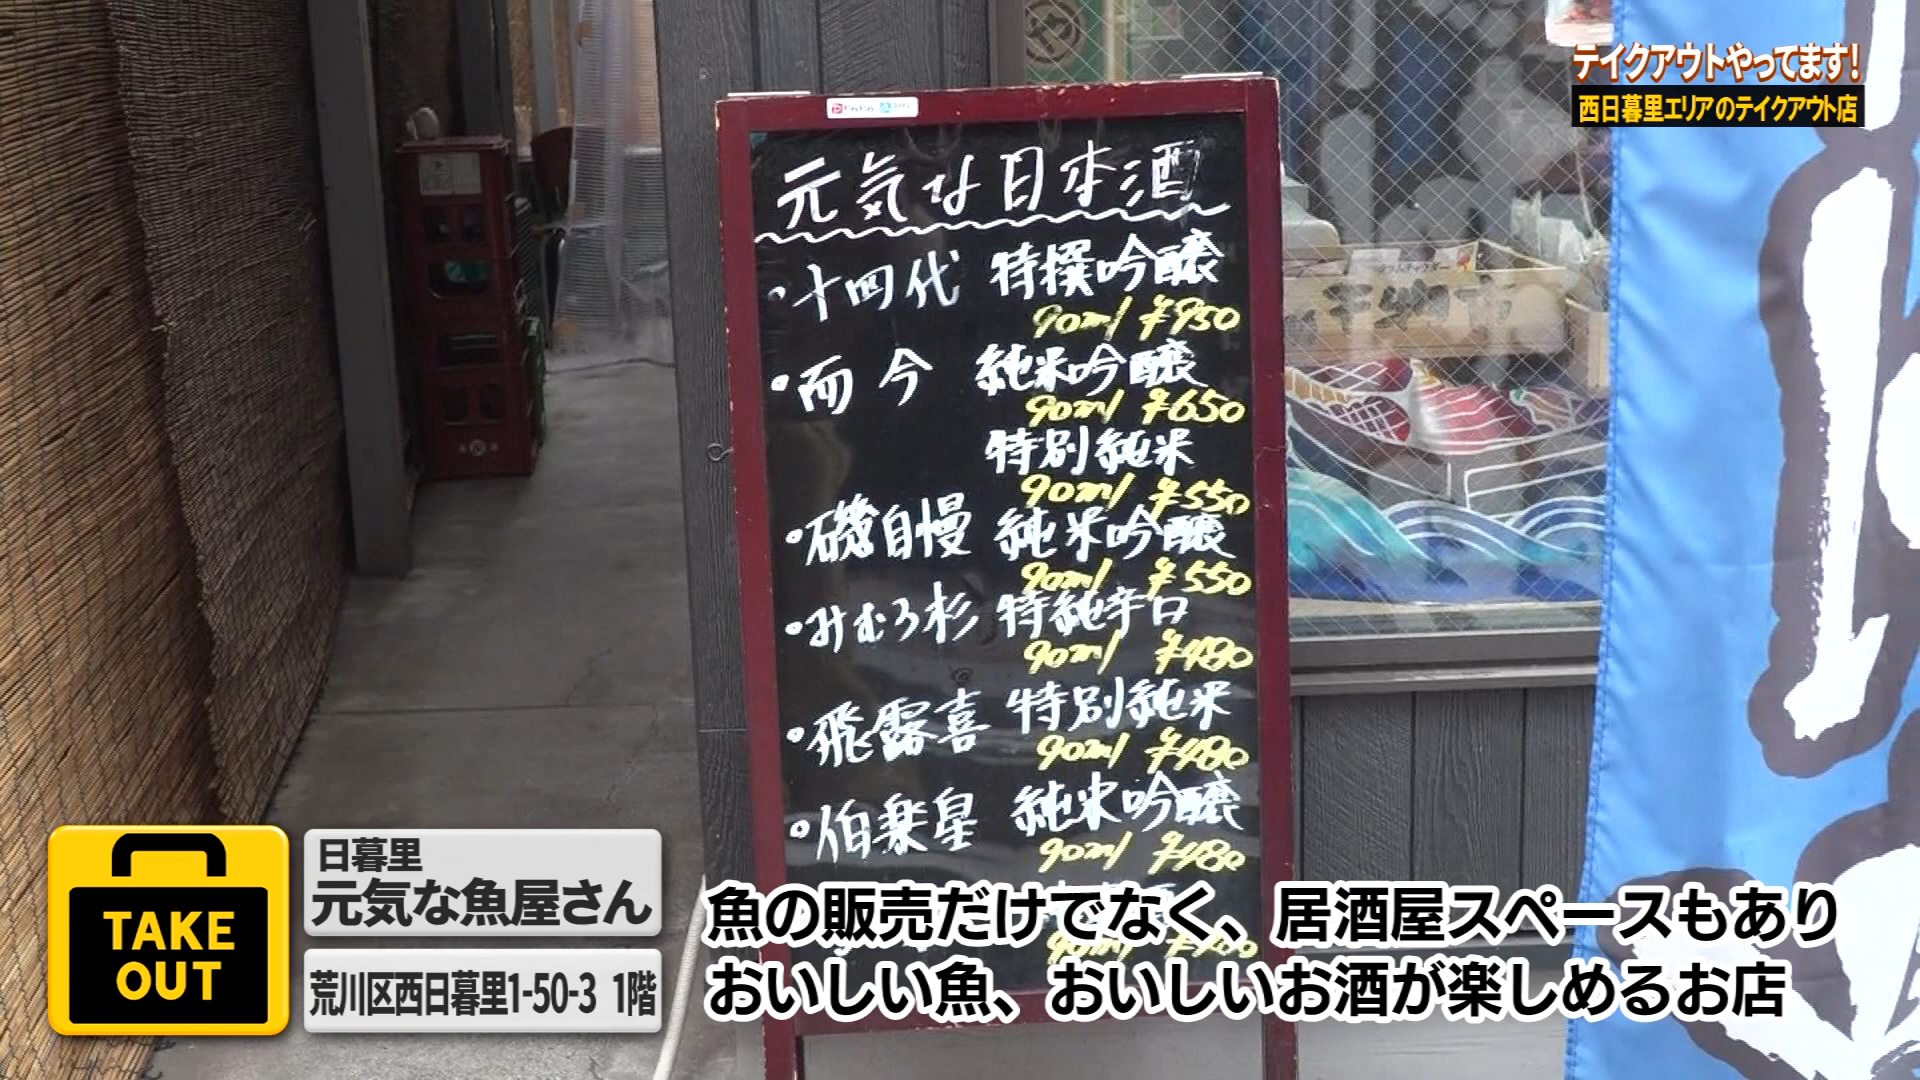 テイクアウトやってます!
西日暮里エリアのテイクアウト店
PayPay
元気な日本酒
・十四代 特撰吟醸
90ml ¥950
・而今 純米吟醸
90ml ¥650
特別純米
90ml ¥550
・磯自慢 純米吟醸
90ml ¥550
・みむろ杉 特純辛口
90ml ¥480
・飛露喜 特別純米
90ml ¥480
・伯楽星 純米吟醸
90ml ¥480
干物市
TAKE
OUT
日暮里
元気な魚屋さん
荒川区西日暮里1-50-3 1階
魚の販売だけでなく、居酒屋スペースもあり
おいしい魚、おいしいお酒が楽しめるお店